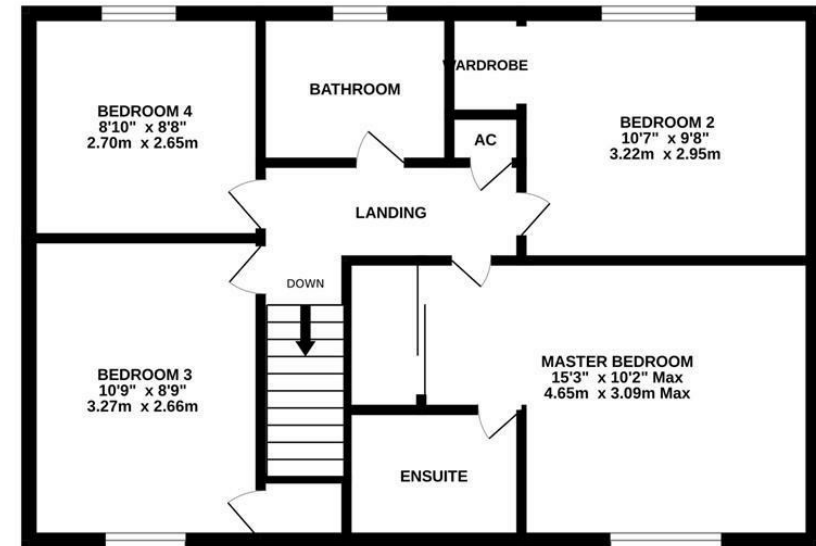 BEDROOM 4
8'10" x 8'8"
2.70m x 2.65m
BATHROOM
WARDROBE
AC
BEDROOM 2
10'7" x 9'8"
3.22m x 2.95m
LANDING
DOWN
BEDROOM 3
10'9" x 8'9"
3.27m x 2.66m
MASTER BEDROOM
15'3" x 10'2" Max
4.65m x 3.09m Max
ENSUITE